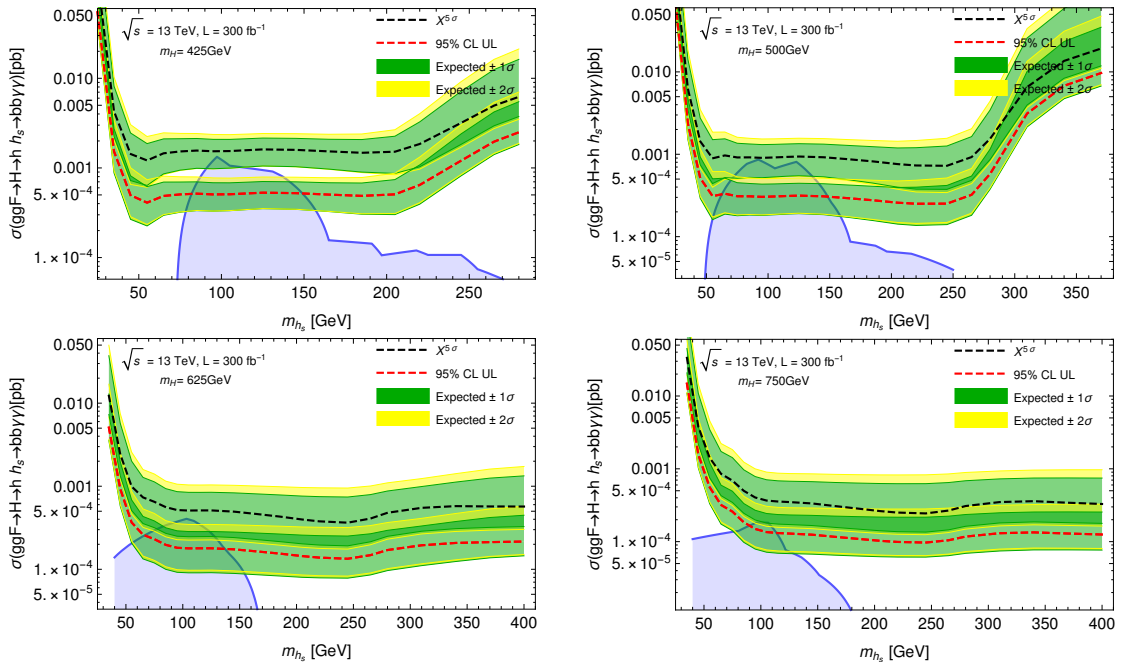 √s = 13 TeV, L = 300 fb⁻¹
m_H= 425GeV
X^5σ
95% CL UL
Expected ± 1σ
Expected ± 2σ
σ(ggF→H→h h_s→bbγγ)[pb]
0.050
0.010
0.005
0.001
5.×10⁻⁴
1.×10⁻⁴
50 100 150 200 250
m_h_s [GeV]
√s = 13 TeV, L = 300 fb⁻¹
m_H= 500GeV
X^5σ
95% CL UL
Expected ± 1σ
Expected ± 2σ
σ(ggF→H→h h_s→bbγγ)[pb]
0.050
0.010
0.005
0.001
5.×10⁻⁴
1.×10⁻⁴
5.×10⁻⁵
50 100 150 200 250 300 350
m_h_s [GeV]
√s = 13 TeV, L = 300 fb⁻¹
m_H= 625GeV
X^5σ
95% CL UL
Expected ± 1σ
Expected ± 2σ
σ(ggF→H→h h_s→bbγγ)[pb]
0.050
0.010
0.005
0.001
5.×10⁻⁴
1.×10⁻⁴
5.×10⁻⁵
50 100 150 200 250 300 350 400
m_h_s [GeV]
√s = 13 TeV, L = 300 fb⁻¹
m_H= 750GeV
X^5σ
95% CL UL
Expected ± 1σ
Expected ± 2σ
σ(ggF→H→h h_s→bbγγ)[pb]
0.050
0.010
0.005
0.001
5.×10⁻⁴
1.×10⁻⁴
5.×10⁻⁵
50 100 150 200 250 300 350 400
m_h_s [GeV]